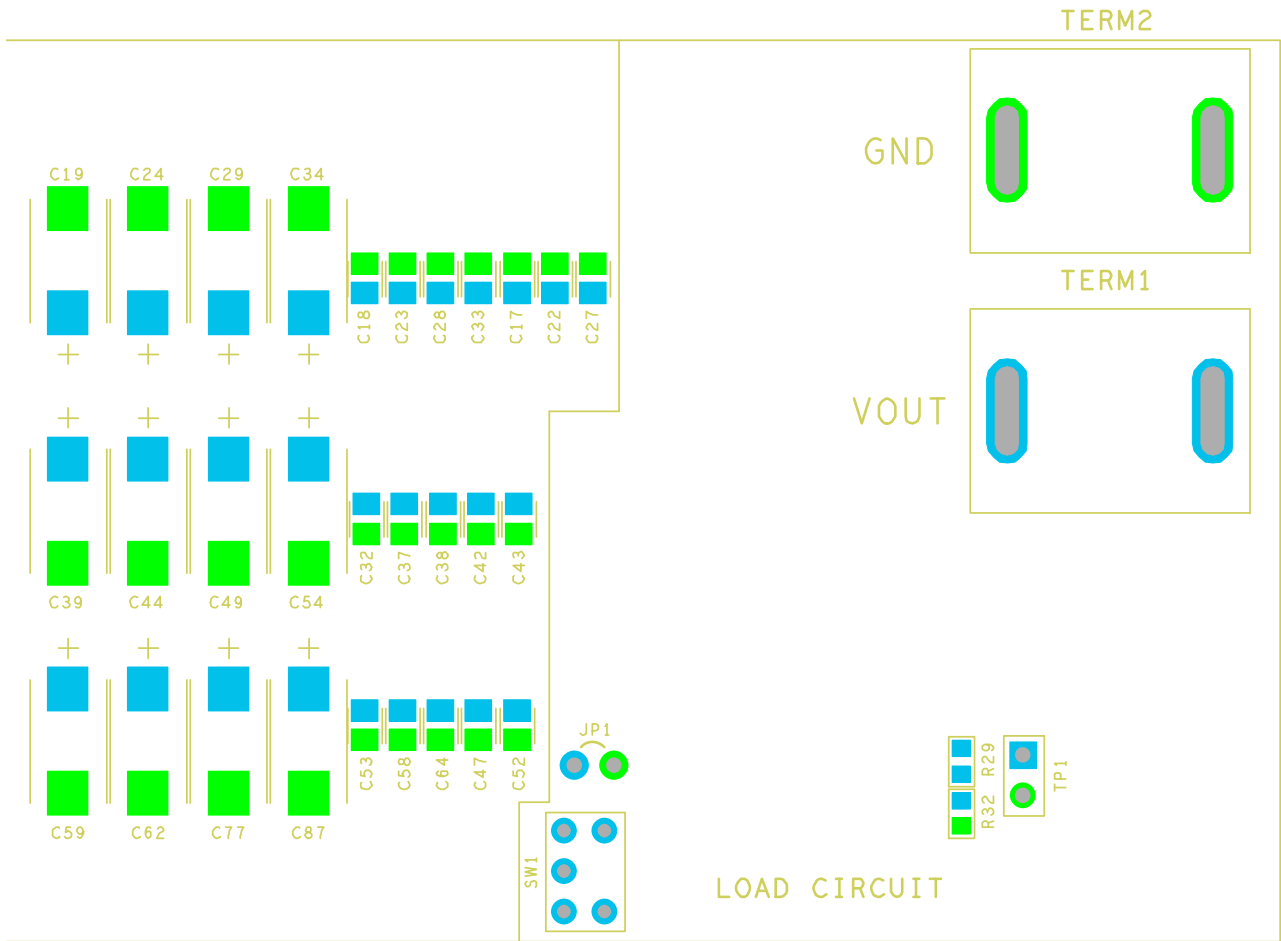 TERM2
GND
C19 C24 C29 C34
TERM1
C18 C23 C28 C33 C17 C22 C27
+ + + +
VOUT
+ + + +
C32 C37 C38 C42 C43
C39 C44 C49 C54
+ + + +
JP1
C53 C58 C64 C47 C52
R29
TP1
R32
C59 C62 C77 C87
SW1
LOAD CIRCUIT